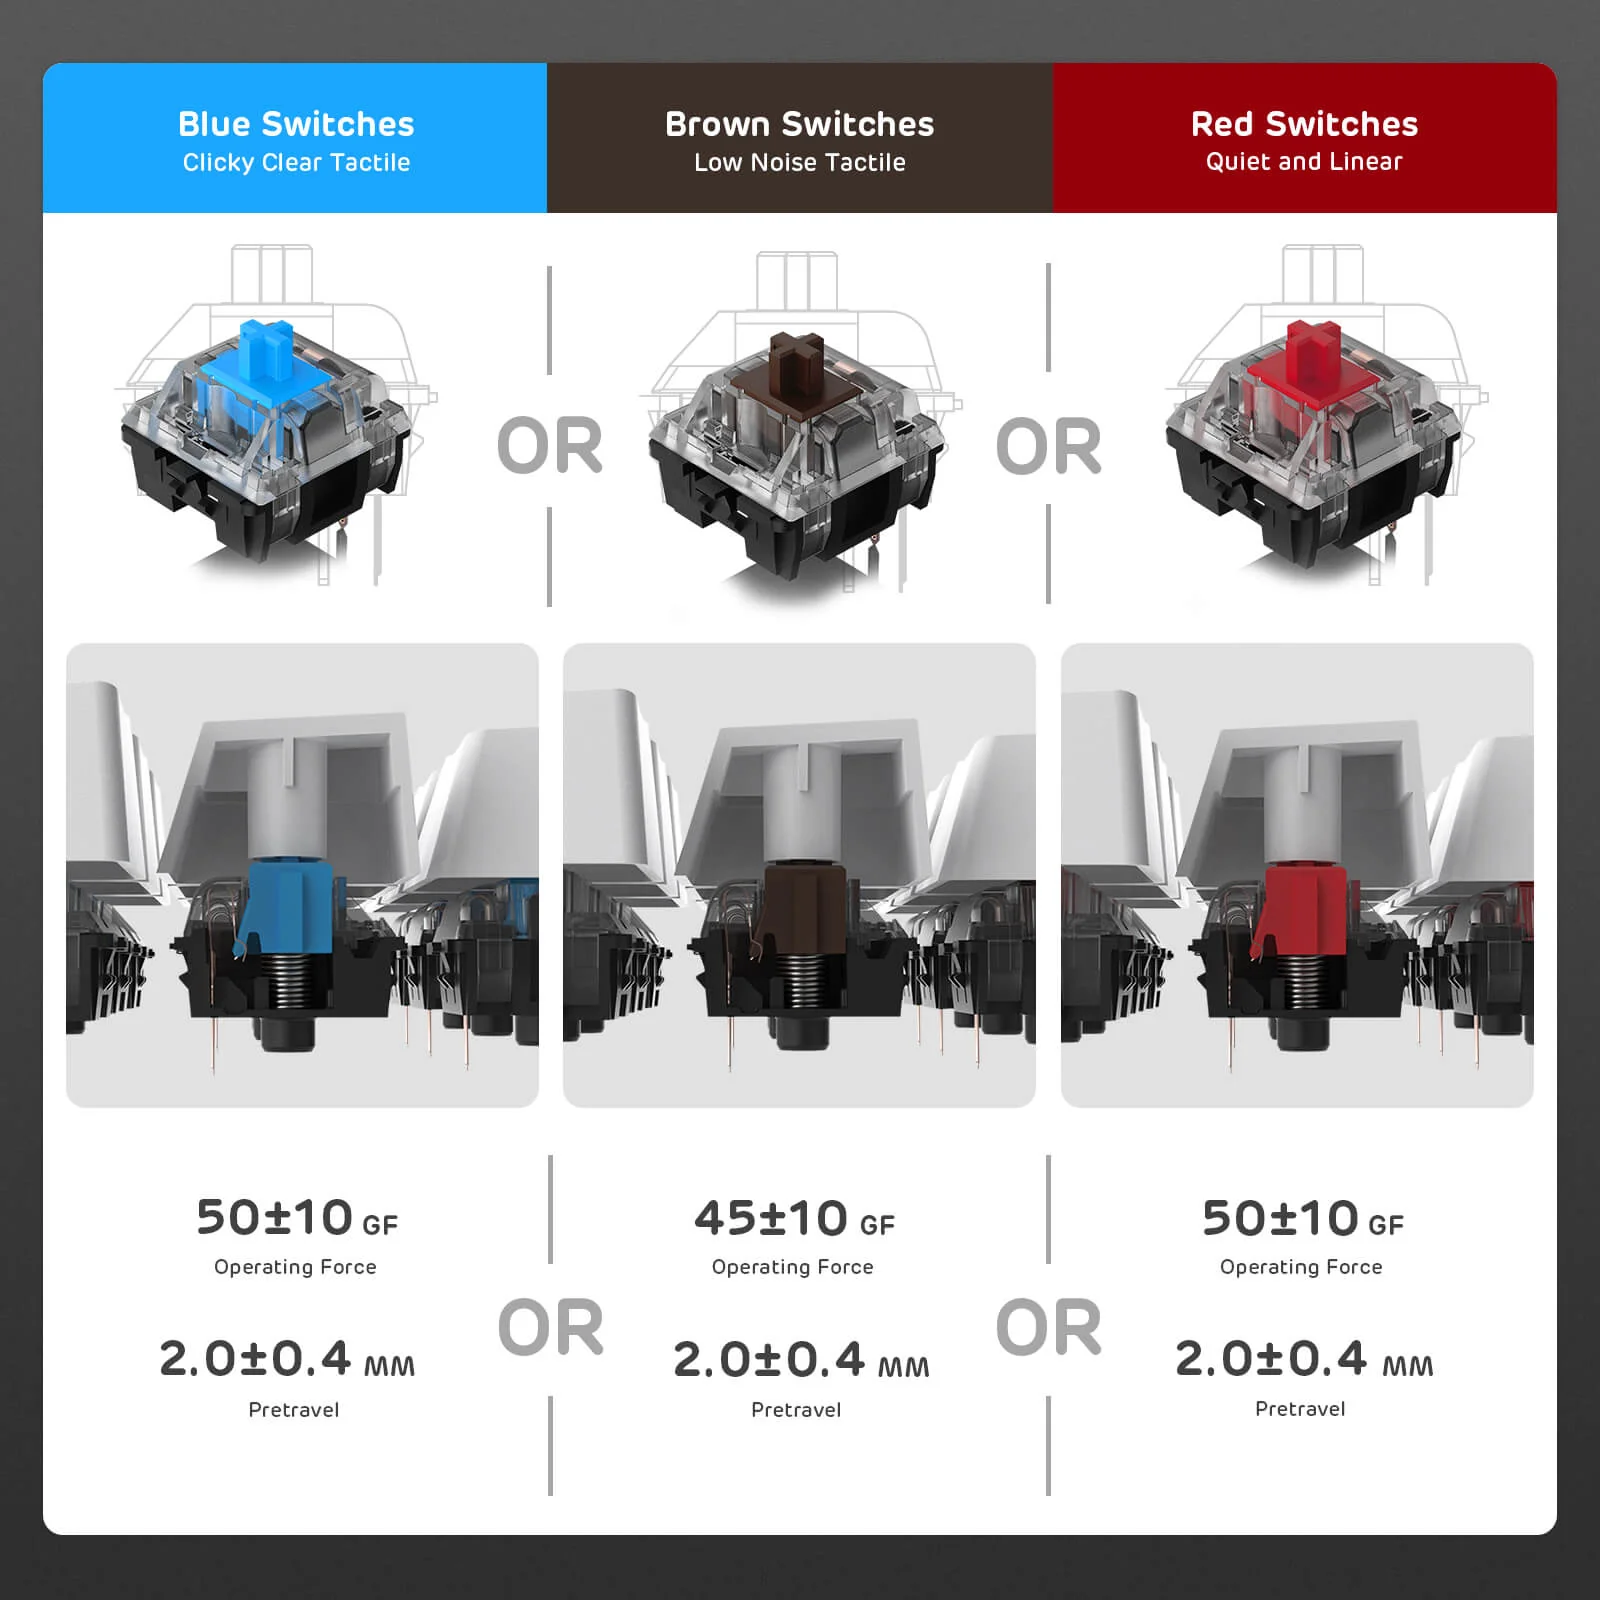 Blue Switches
Clicky Clear Tactile
Brown Switches
Low Noise Tactile
Red Switches
Quiet and Linear
OR
OR
50±10 GF
Operating Force
2.0±0.4 MM
Pretravel
OR
45±10 GF
Operating Force
2.0±0.4 MM
Pretravel
OR
50±10 GF
Operating Force
2.0±0.4 MM
Pretravel